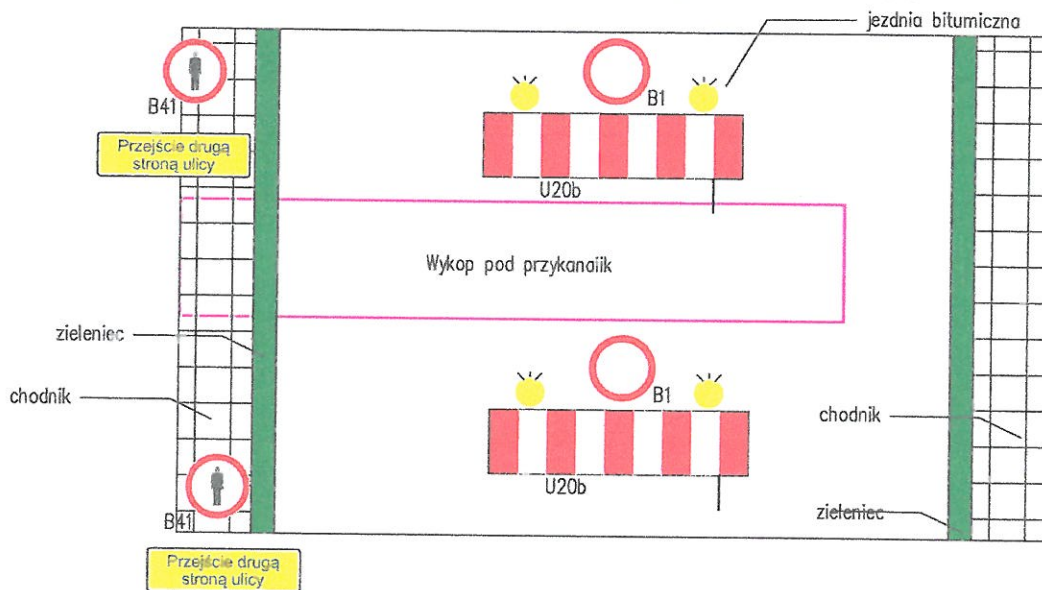 jezdnia bitumiczna
B41
B1
Przejście drugą
stroną ulicy
U20b
Wykop pod przykanalik
zieleniec
chodnik
B1
chodnik
U20b
B41
zieleniec
Przejście drugą
stroną ulicy